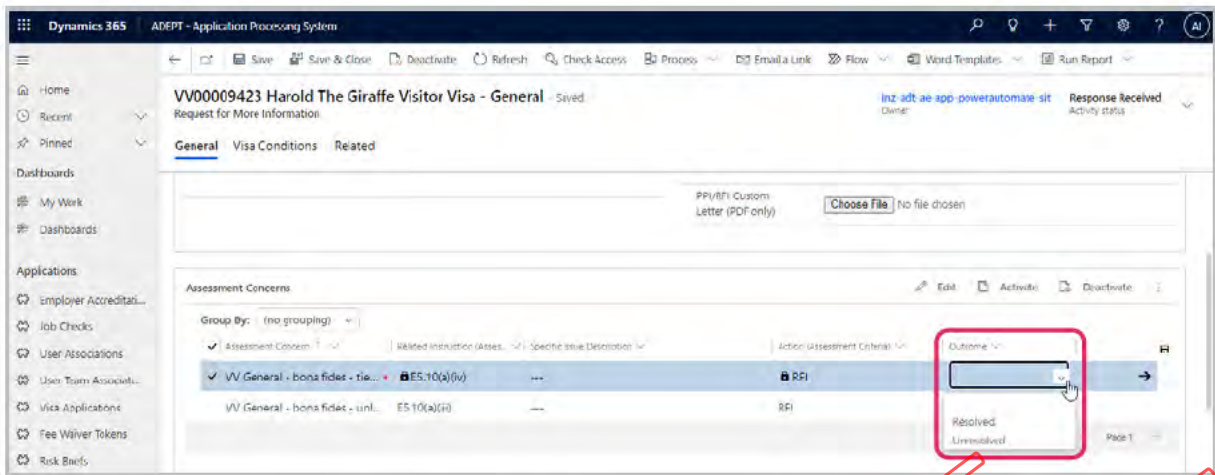 Dynamics 365 ADEPT - Application Processing System ? AI
Save Save & Close Deactivate Refresh Check Access Process Email a Link Flow Word Templates Run Report
Home
Recent
Pinned
Dashboards
My Work
Dashboards
Applications
Employer Accreditati...
Job Checks
User Associations
User Team Associati...
Visa Applications
Fee Waiver Tokens
Risk Briefs
VV00009423 Harold The Giraffe Visitor Visa - General - Saved
Request for More Information
inz-adt-ae-app-powerautomate-sit
Owner
Response Received
Activity status
General Visa Conditions Related
PPI/RFI Custom
Letter (PDF only)
Choose File No file chosen
Assessment Concerns
Edit Activate Deactivate
Group By: (no grouping)
Assessment Concern Related Instruction (Asses... Specific Issue Description Action (Assessment Criteria) Outcome
VV General - bona fides - tie... E5.10(a)(iv) --- RFI
VV General - bona fides - unl... E5.10(a)(iii) --- RFI
Resolved
Unresolved
Page 1